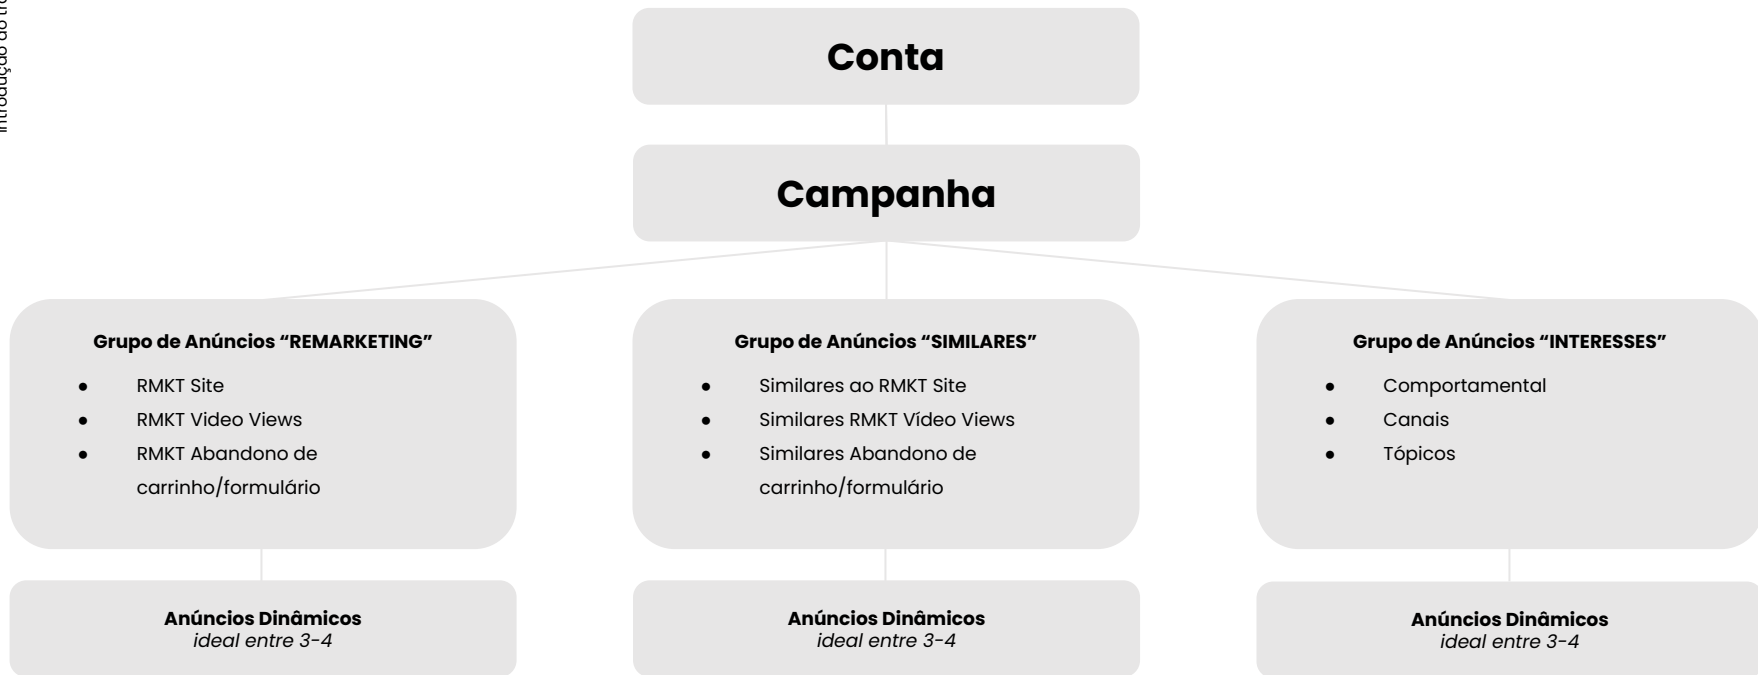 Conta
Campanha
Grupo de Anúncios “REMARKETING”
● RMKT Site
● RMKT Video Views
● RMKT Abandono de
carrinho/formulário
Grupo de Anúncios “SIMILARES”
● Similares ao RMKT Site
● Similares RMKT Vídeo Views
● Similares Abandono de
carrinho/formulário
Grupo de Anúncios “INTERESSES”
● Comportamental
● Canais
● Tópicos
Anúncios Dinâmicos
ideal entre 3-4
Anúncios Dinâmicos
ideal entre 3-4
Anúncios Dinâmicos
ideal entre 3-4
Introdução do